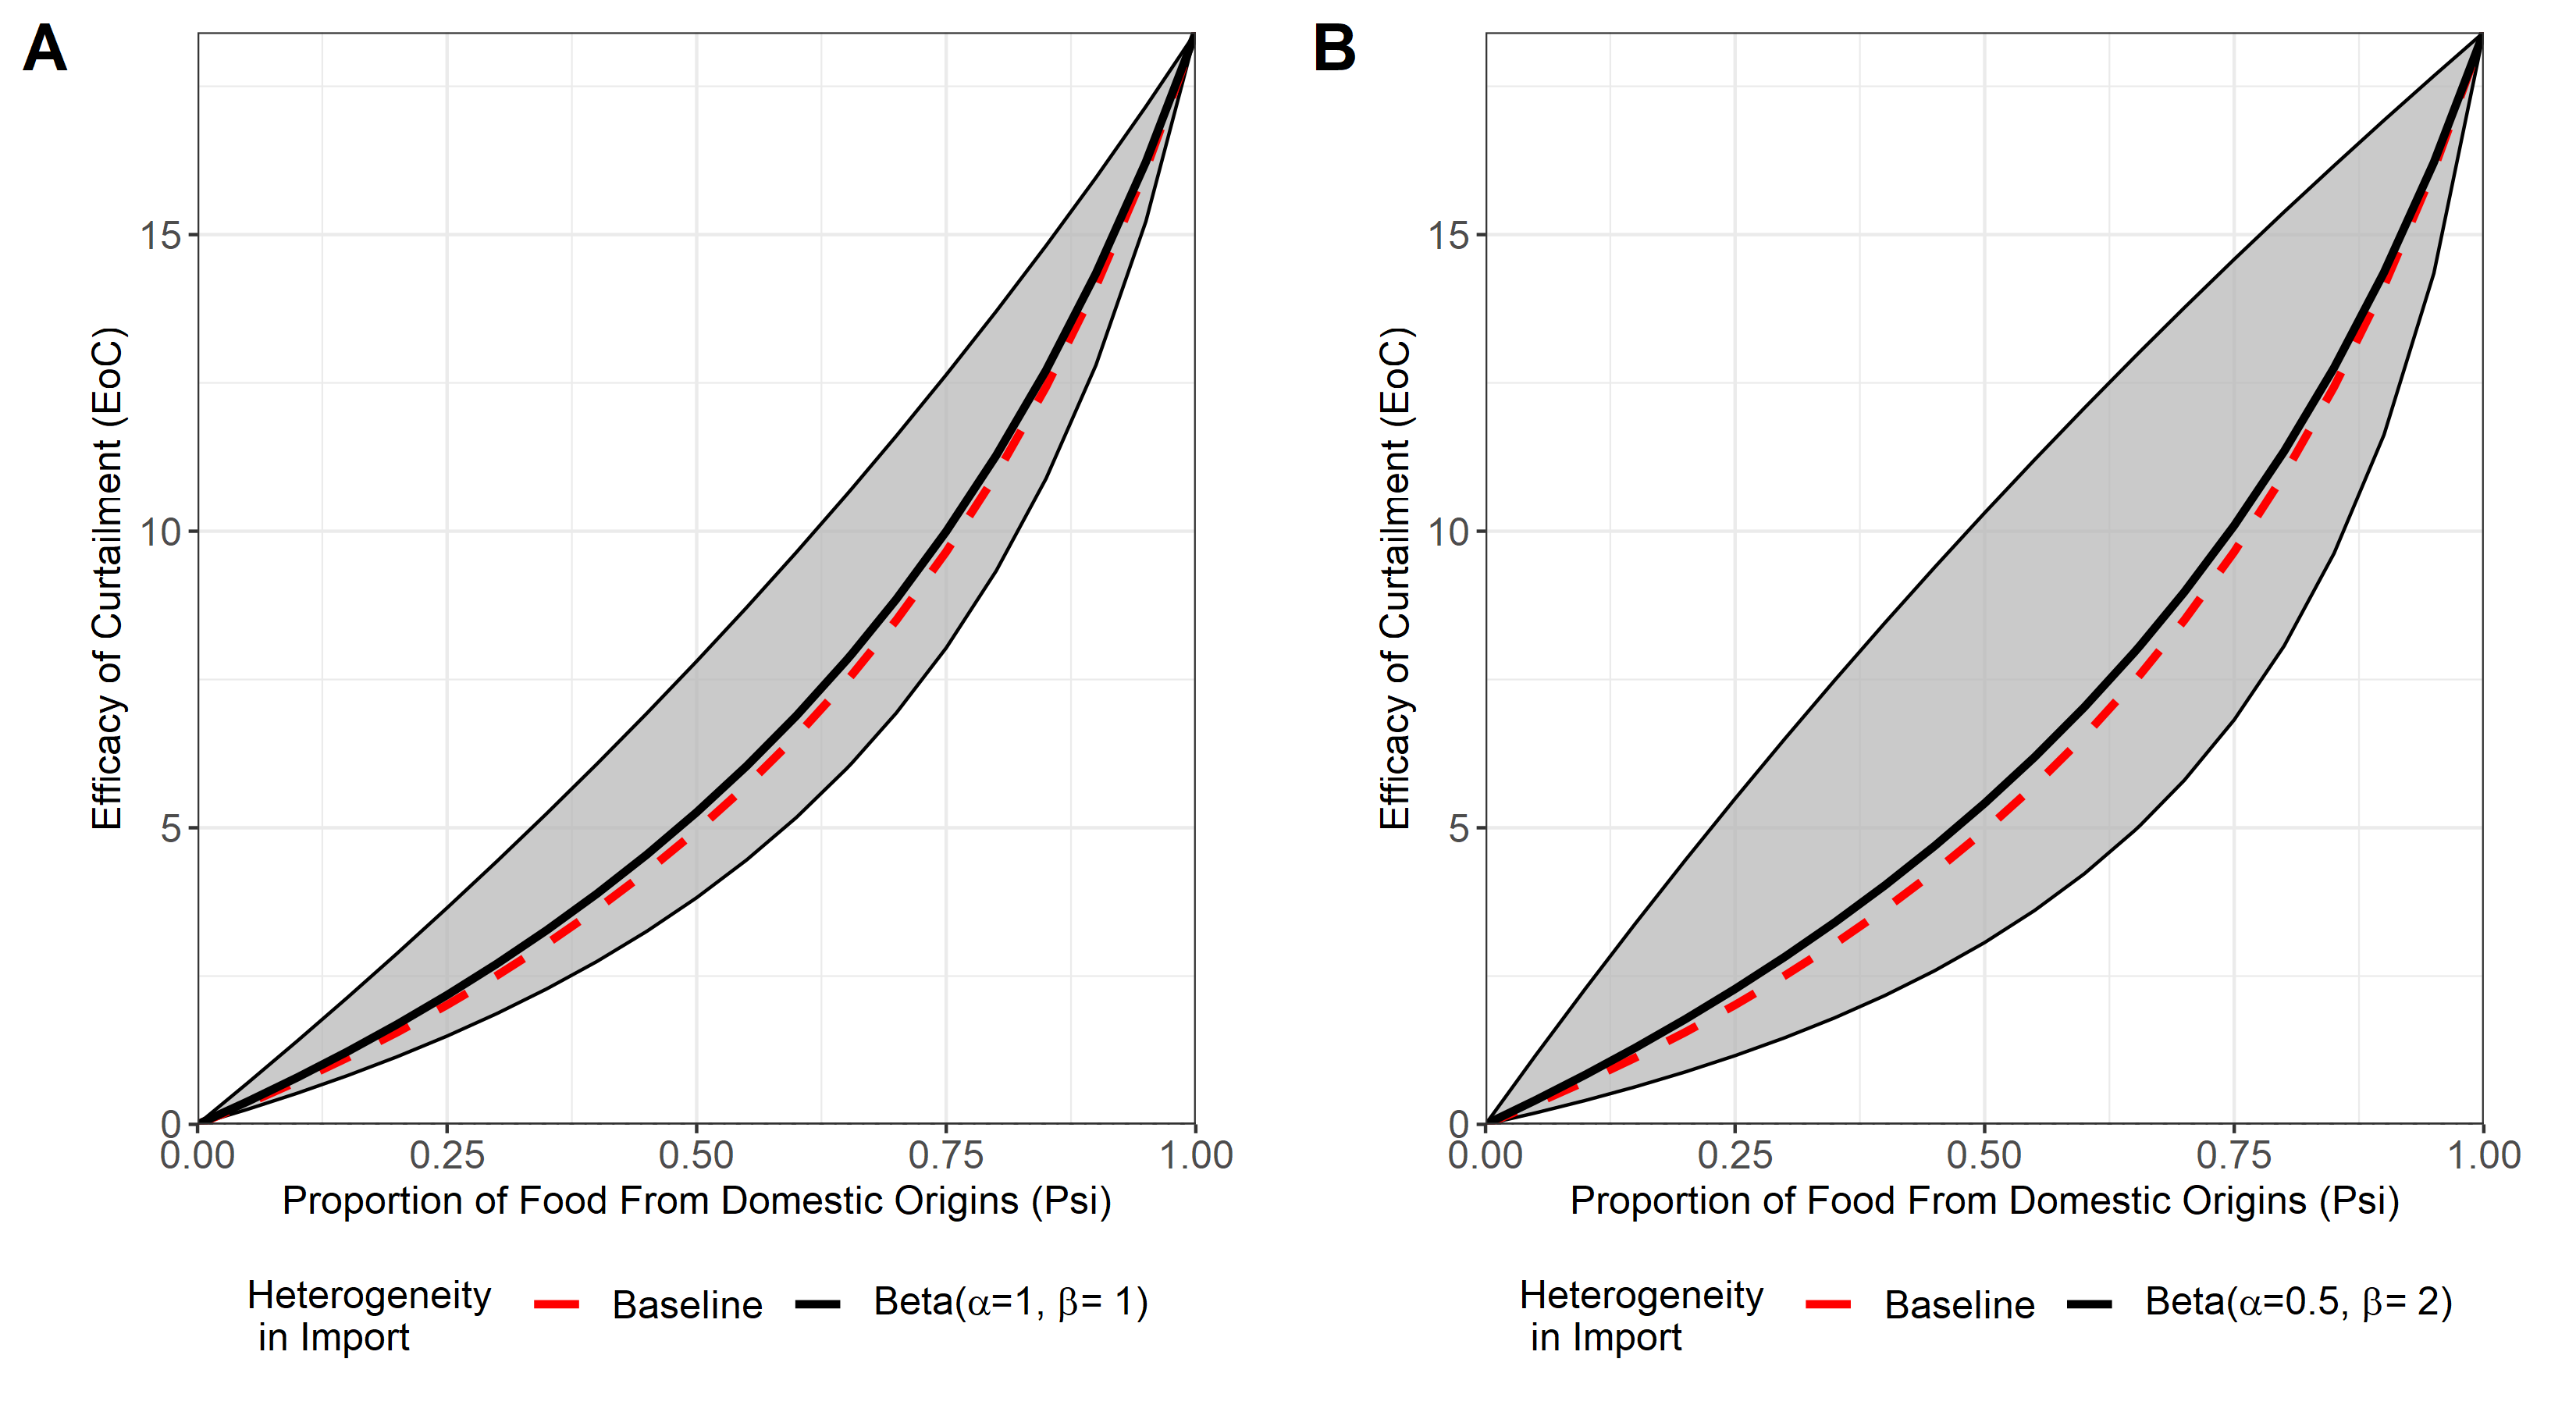 A
Efficacy of Curtailment (EoC)
15
10
5
0
0.00 0.25 0.50 0.75 1.00
Proportion of Food From Domestic Origins (Psi)
Heterogeneity
in Import
Baseline
Beta(α=1, β= 1)
B
Efficacy of Curtailment (EoC)
15
10
5
0
0.00 0.25 0.50 0.75 1.00
Proportion of Food From Domestic Origins (Psi)
Heterogeneity
in Import
Baseline
Beta(α=0.5, β= 2)